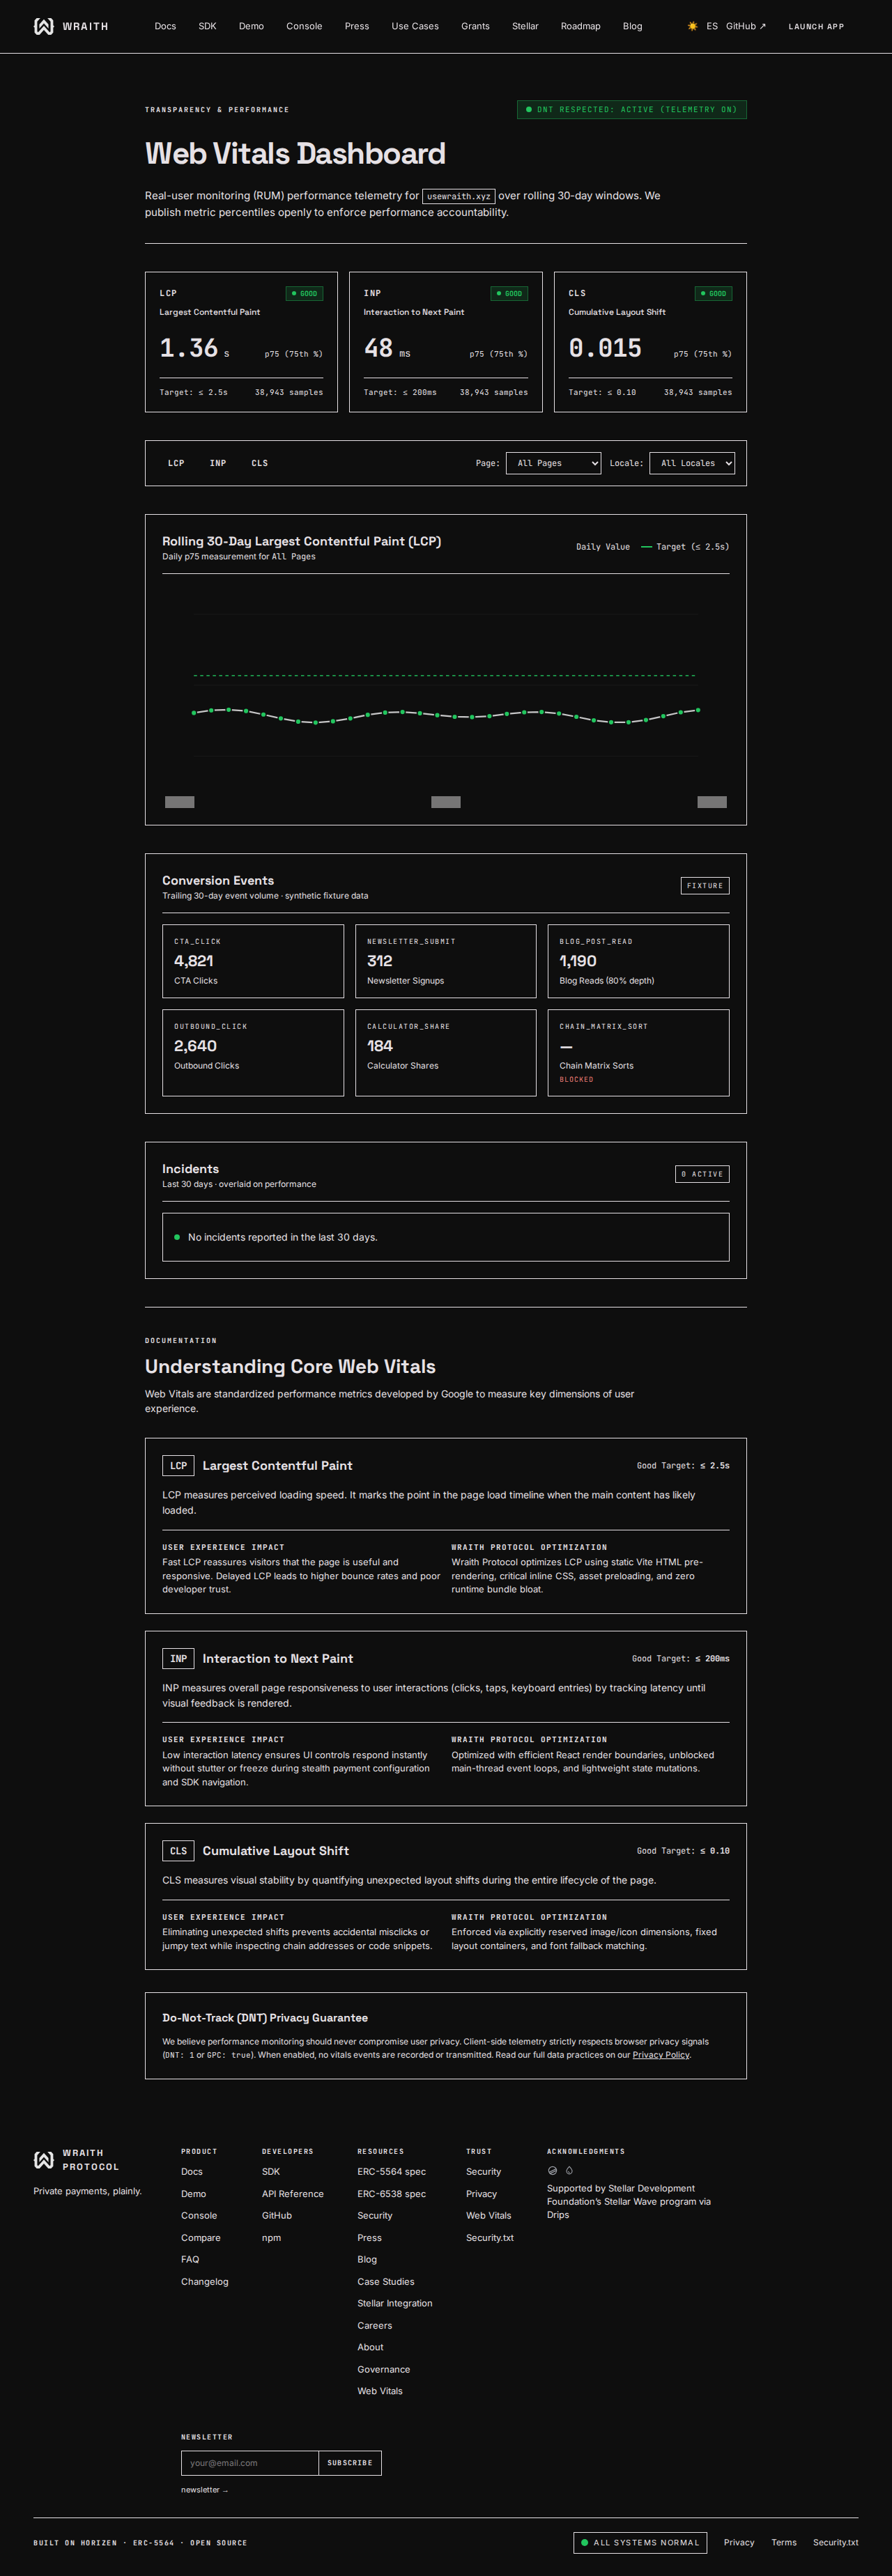 WRAITH
Docs SDK Demo Console Press Use Cases Grants Stellar Roadmap Blog
ES GitHub ↗ LAUNCH APP
TRANSPARENCY & PERFORMANCE
DNT RESPECTED: ACTIVE (TELEMETRY ON)
Web Vitals Dashboard
Real-user monitoring (RUM) performance telemetry for usewraith.xyz over rolling 30-day windows. We
publish metric percentiles openly to enforce performance accountability.
LCP GOOD
Largest Contentful Paint
1.36 s p75 (75th %)
Target: ≤ 2.5s 38,943 samples
INP GOOD
Interaction to Next Paint
48 ms p75 (75th %)
Target: ≤ 200ms 38,943 samples
CLS GOOD
Cumulative Layout Shift
0.015 p75 (75th %)
Target: ≤ 0.10 38,943 samples
LCP INP CLS Page: All Pages Locale: All Locales
Rolling 30-Day Largest Contentful Paint (LCP)
Daily p75 measurement for All Pages
Daily Value Target (≤ 2.5s)
Conversion Events
Trailing 30-day event volume · synthetic fixture data
FIXTURE
CTA_CLICK
4,821
CTA Clicks
NEWSLETTER_SUBMIT
312
Newsletter Signups
BLOG_POST_READ
1,190
Blog Reads (80% depth)
OUTBOUND_CLICK
2,640
Outbound Clicks
CALCULATOR_SHARE
184
Calculator Shares
CHAIN_MATRIX_SORT
—
Chain Matrix Sorts
BLOCKED
Incidents
Last 30 days · overlaid on performance
0 ACTIVE
No incidents reported in the last 30 days.
DOCUMENTATION
Understanding Core Web Vitals
Web Vitals are standardized performance metrics developed by Google to measure key dimensions of user
experience.
LCP Largest Contentful Paint Good Target: ≤ 2.5s
LCP measures perceived loading speed. It marks the point in the page load timeline when the main content has likely
loaded.
USER EXPERIENCE IMPACT
Fast LCP reassures visitors that the page is useful and
responsive. Delayed LCP leads to higher bounce rates and poor
developer trust.
WRAITH PROTOCOL OPTIMIZATION
Wraith Protocol optimizes LCP using static Vite HTML pre-
rendering, critical inline CSS, asset preloading, and zero
runtime bundle bloat.
INP Interaction to Next Paint Good Target: ≤ 200ms
INP measures overall page responsiveness to user interactions (clicks, taps, keyboard entries) by tracking latency until
visual feedback is rendered.
USER EXPERIENCE IMPACT
Low interaction latency ensures UI controls respond instantly
without stutter or freeze during stealth payment configuration
and SDK navigation.
WRAITH PROTOCOL OPTIMIZATION
Optimized with efficient React render boundaries, unblocked
main-thread event loops, and lightweight state mutations.
CLS Cumulative Layout Shift Good Target: ≤ 0.10
CLS measures visual stability by quantifying unexpected layout shifts during the entire lifecycle of the page.
USER EXPERIENCE IMPACT
Eliminating unexpected shifts prevents accidental misclicks or
jumpy text while inspecting chain addresses or code snippets.
WRAITH PROTOCOL OPTIMIZATION
Enforced via explicitly reserved image/icon dimensions, fixed
layout containers, and font fallback matching.
Do-Not-Track (DNT) Privacy Guarantee
We believe performance monitoring should never compromise user privacy. Client-side telemetry strictly respects browser privacy signals
(DNT: 1 or GPC: true). When enabled, no vitals events are recorded or transmitted. Read our full data practices on our Privacy Policy.
WRAITH
PROTOCOL
Private payments, plainly.
PRODUCT
Docs
Demo
Console
Compare
FAQ
Changelog
DEVELOPERS
SDK
API Reference
GitHub
npm
RESOURCES
ERC-5564 spec
ERC-6538 spec
Security
Press
Blog
Case Studies
Stellar Integration
Careers
About
Governance
Web Vitals
TRUST
Security
Privacy
Web Vitals
Security.txt
ACKNOWLEDGMENTS
Supported by Stellar Development
Foundation's Stellar Wave program via
Drips
NEWSLETTER
your@email.com SUBSCRIBE
newsletter →
BUILT ON HORIZEN · ERC-5564 · OPEN SOURCE
ALL SYSTEMS NORMAL Privacy Terms Security.txt